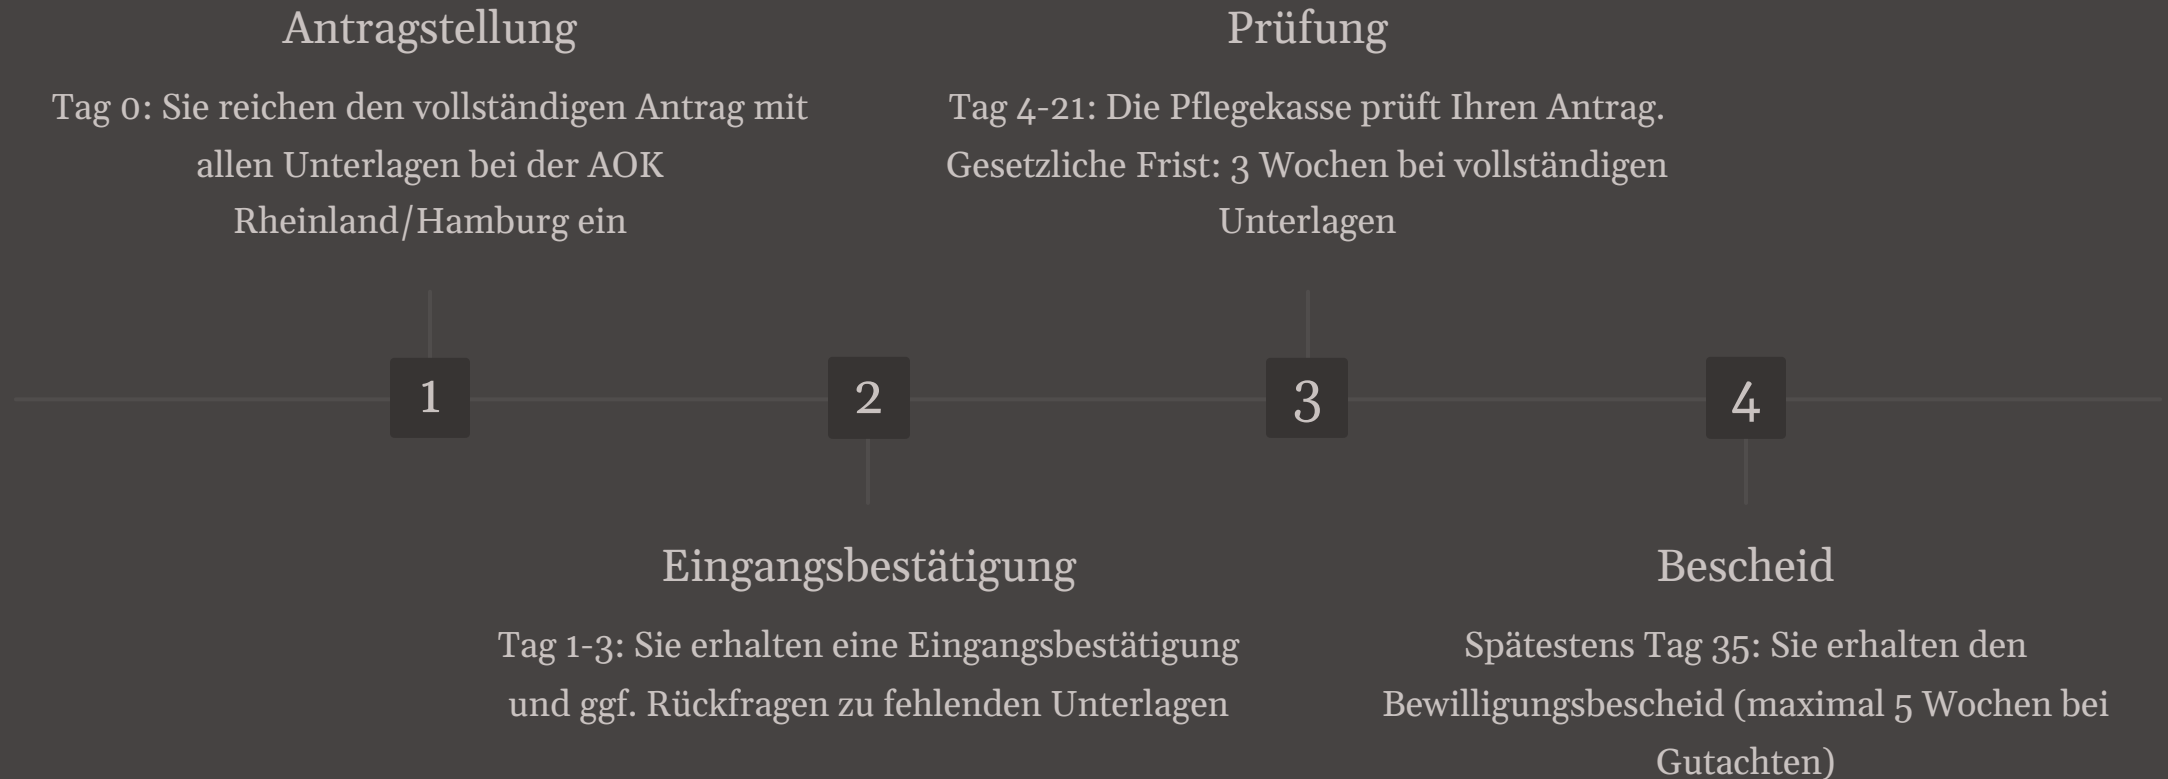 Antragstellung
Tag 0: Sie reichen den vollständigen Antrag mit
allen Unterlagen bei der AOK
Rheinland/Hamburg ein
1
2
Eingangsbestätigung
Tag 1-3: Sie erhalten eine Eingangsbestätigung
und ggf. Rückfragen zu fehlenden Unterlagen
Prüfung
Tag 4-21: Die Pflegekasse prüft Ihren Antrag.
Gesetzliche Frist: 3 Wochen bei vollständigen
Unterlagen
3
4
Bescheid
Spätestens Tag 35: Sie erhalten den
Bewilligungsbescheid (maximal 5 Wochen bei
Gutachten)